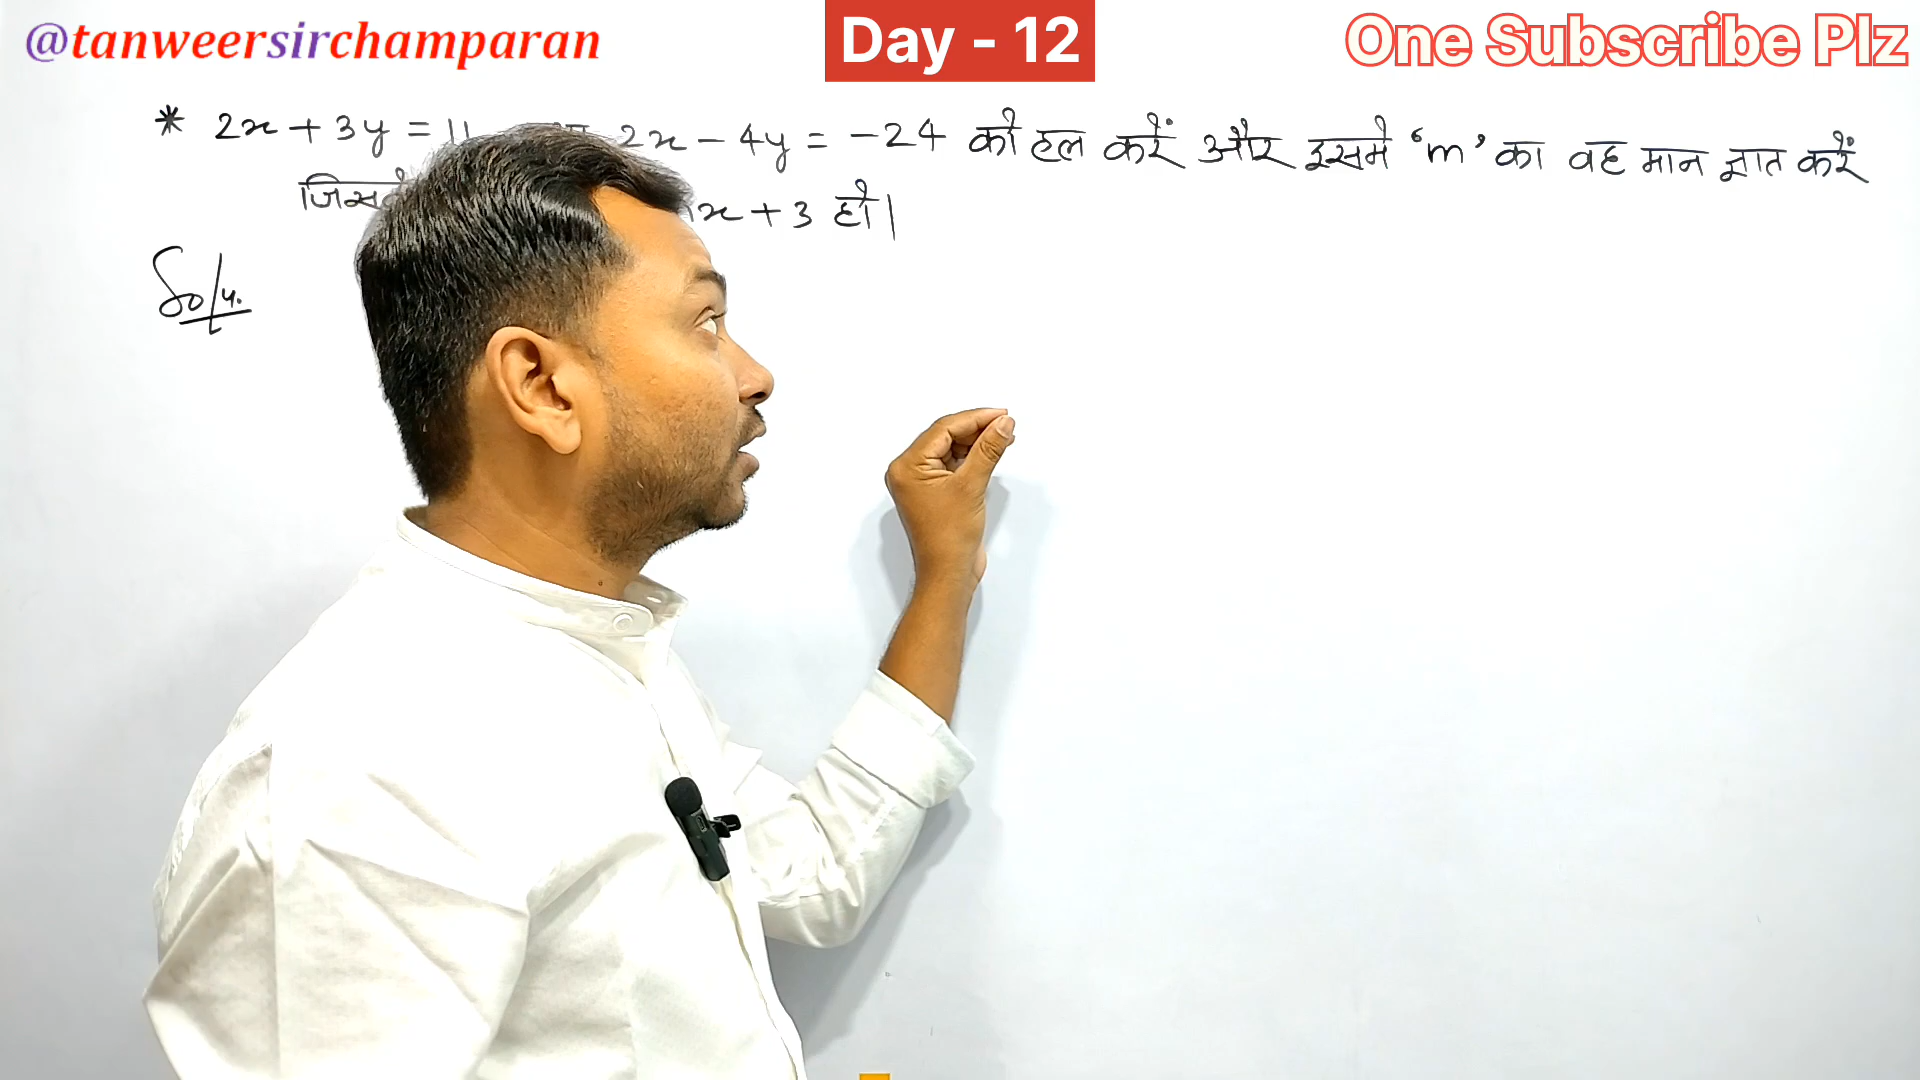 @tanweersirchamparan
Day - 12
One Subscribe Plz
* 2x + 3y = 11 2x - 4y = -24 को हल करें और इसमे 'm' का वह मान ज्ञात करें
x + 3 हो।
Sol^n.